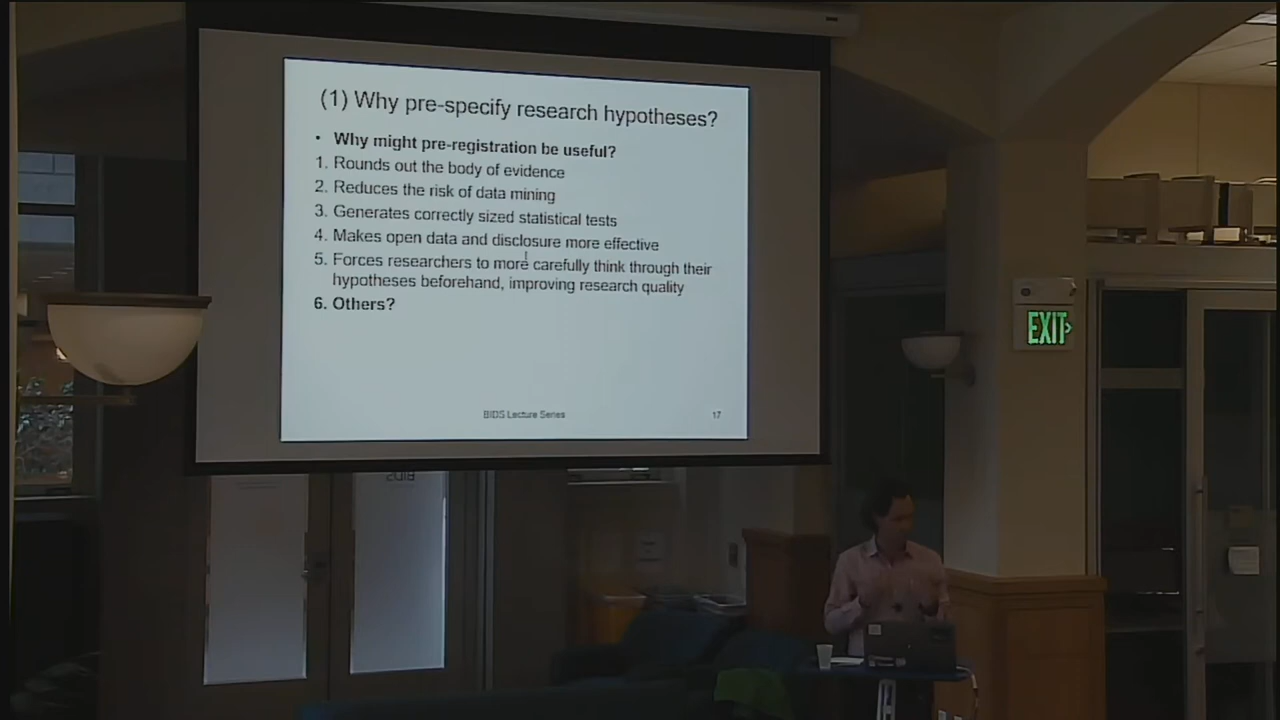 (1) Why pre-specify research hypotheses?
• Why might pre-registration be useful?
1. Rounds out the body of evidence
2. Reduces the risk of data mining
3. Generates correctly sized statistical tests
4. Makes open data and disclosure more effective
5. Forces researchers to more carefully think through their
hypotheses beforehand, improving research quality
6. Others?
BIDS Lecture Series
17
EXIT